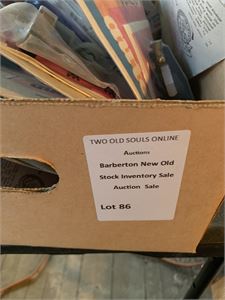 TWO OLD SOULS ONLINE
Auctions
Barberton New Old
Stock Inventory Sale
Auction Sale
Lot 86